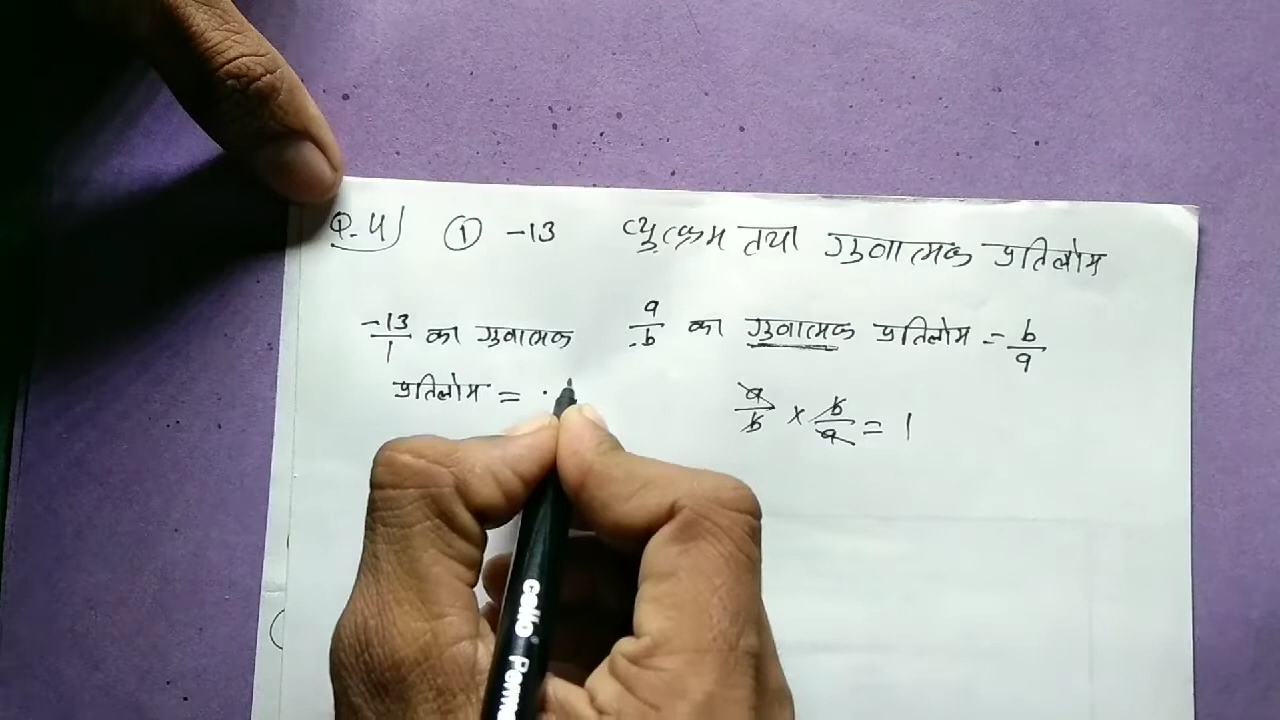 Q.4) ① -13 व्युत्क्रम तथा गुणात्मक प्रतिलोम
-13/1 का गुणात्मक
प्रतिलोम =
a/b का गुणात्मक प्रतिलोम = b/a
a/b × b/a = 1
cello